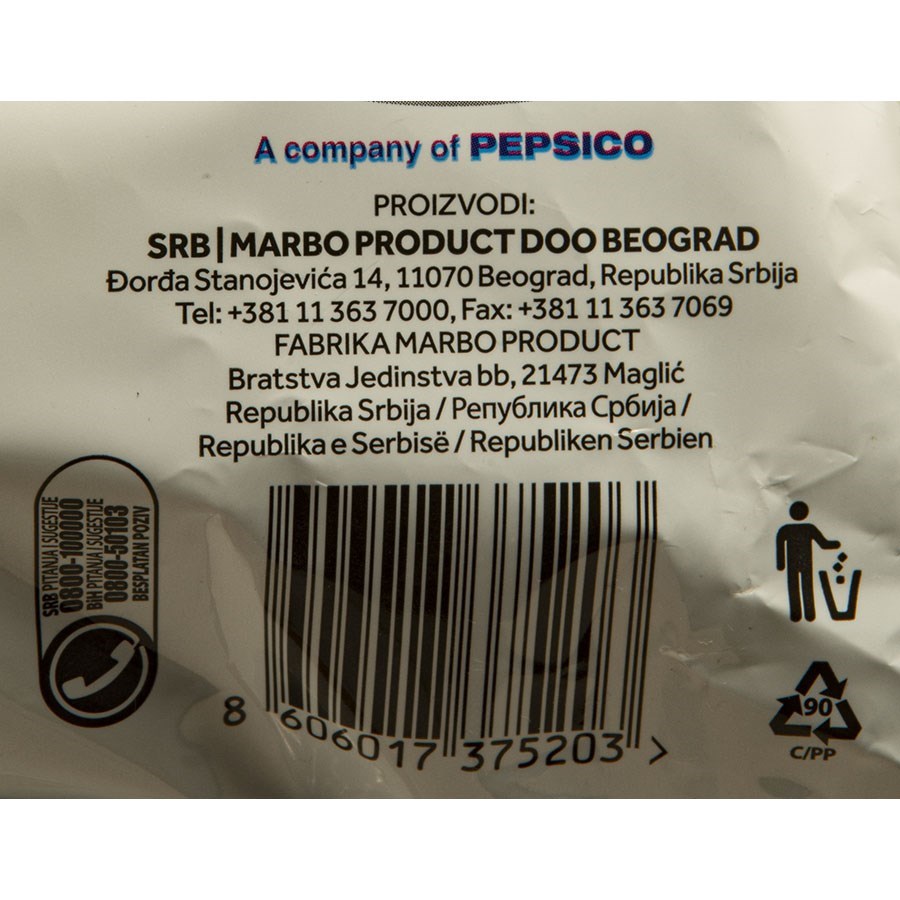 A company of PEPSICO
PROIZVODI:
SRB|MARBO PRODUCT DOO BEOGRAD
Đorđa Stanojevića 14, 11070 Beograd, Republika Srbija
Tel: +381 11 363 7000, Fax: +381 11 363 7069
FABRIKA MARBO PRODUCT
Bratstva Jedinstva bb, 21473 Maglić
Republika Srbija / Република Србија /
Republika e Serbisë / Republiken Serbien
SRB PITANJA I SUGESTIJE
0800-100000
BIH PITANJA I SUGESTIJE
0800-50103
BESPLATAN POZIV
8 606017 375203 >
90
C/PP